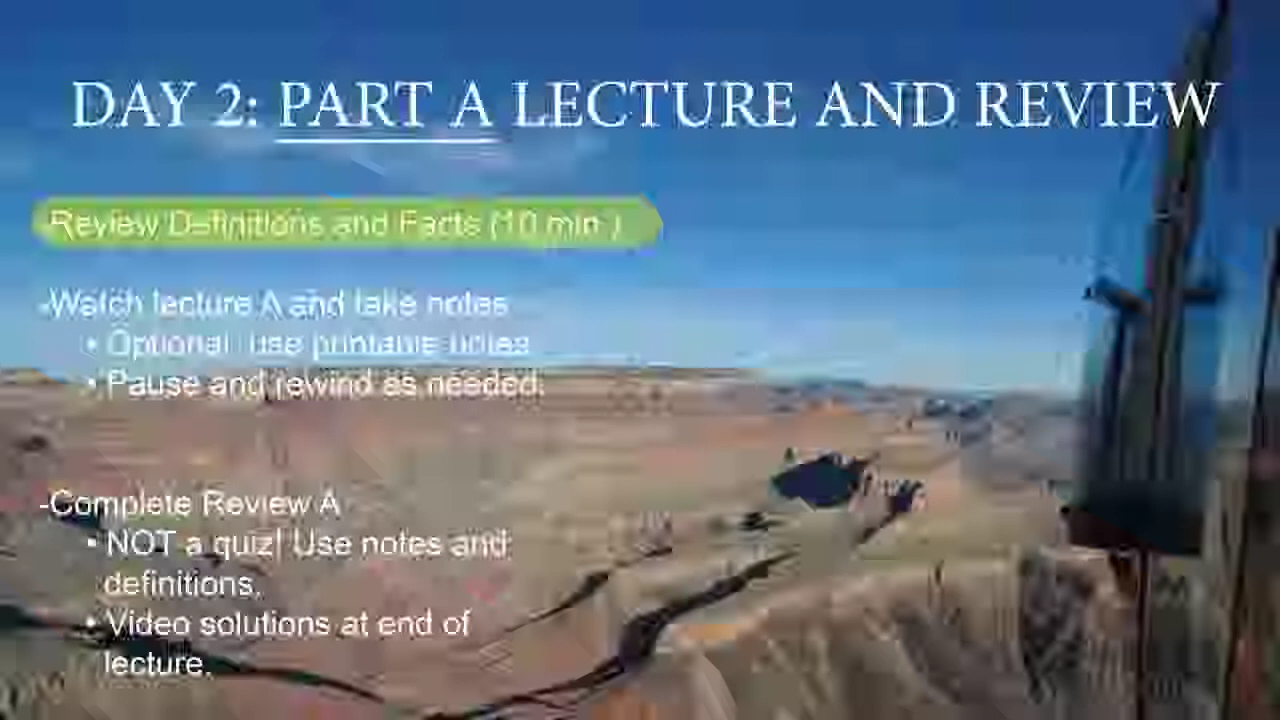 DAY 2: PART A LECTURE AND REVIEW
-Review Definitions and Facts (10 min.)
-Watch lecture A and take notes
• Optional, use printable notes
• Pause and rewind as needed.
-Complete Review A
• NOT a quiz! Use notes and
definitions.
• Video solutions at end of
lecture.